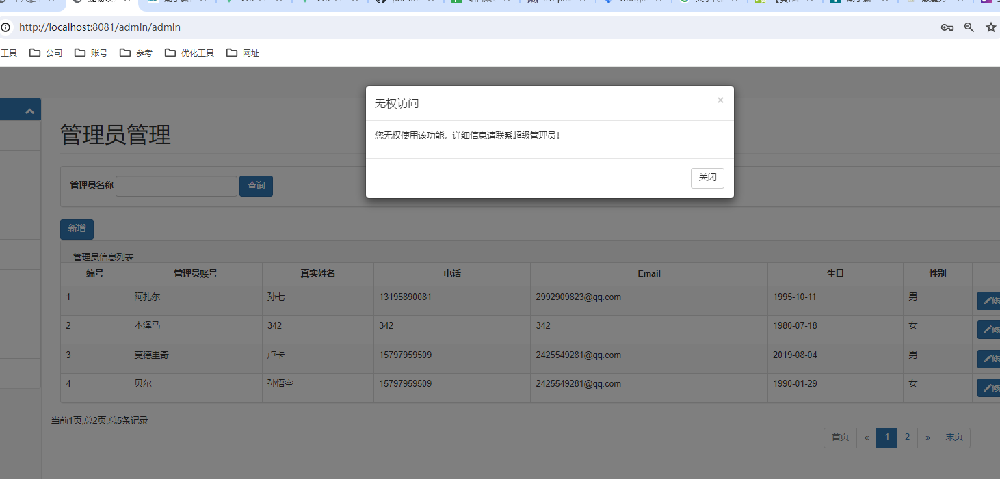 http://localhost:8081/admin/admin
工具 公司 账号 参考 优化工具 网址
无权访问 ×
您无权使用该功能，详细信息请联系超级管理员！
关闭
管理员管理
管理员名称 查询
新增
管理员信息列表
编号 管理员账号 真实姓名 电话 Email 生日 性别
1 阿扎尔 孙七 13195890081 2992909823@qq.com 1995-10-11 男
2 本泽马 342 342 342 1980-07-18 女
3 莫德里奇 卢卡 15797959509 2425549281@qq.com 2019-08-04 男
4 贝尔 孙悟空 15797959509 2425549281@qq.com 1990-01-29 女
当前1页,总2页,总5条记录
首页 « 1 2 » 末页